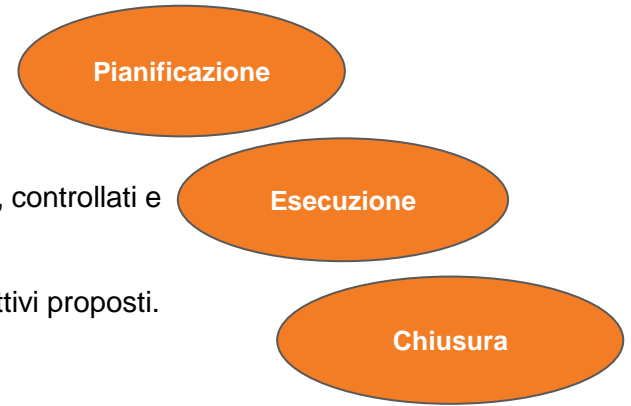 Pianificazione
, controllati e
Esecuzione
ttivi proposti.
Chiusura